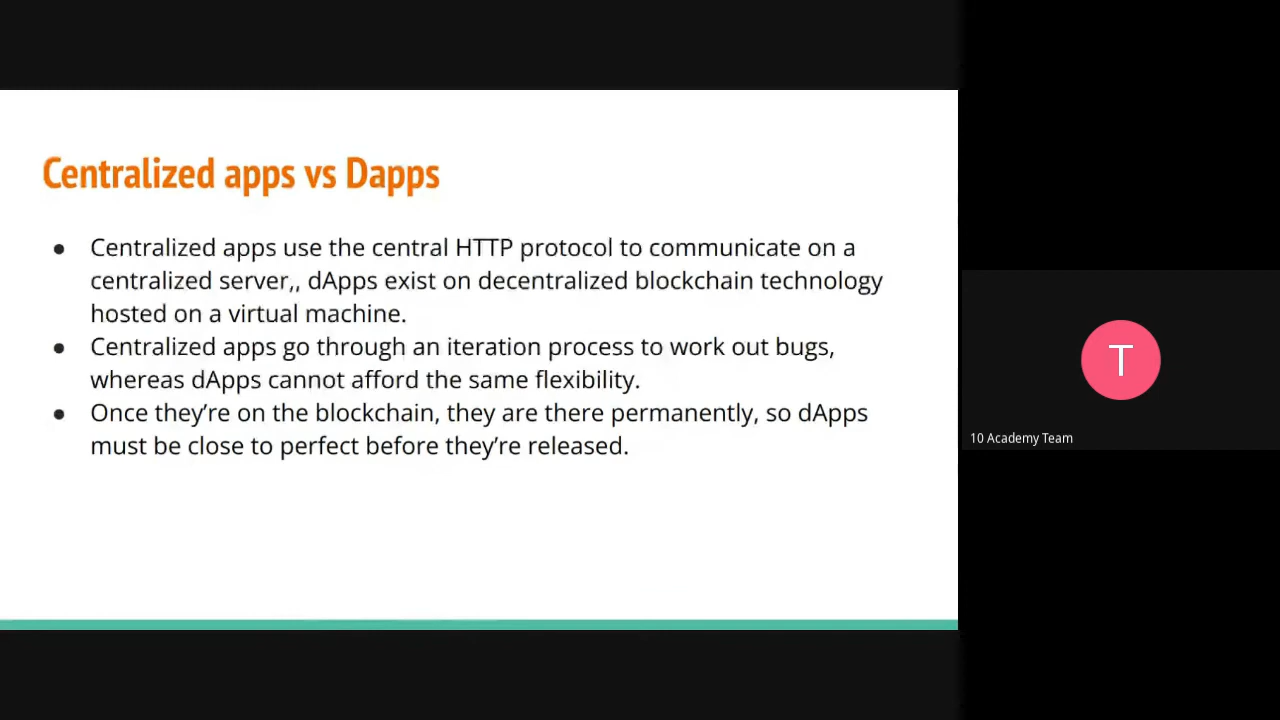 Centralized apps vs Dapps
● Centralized apps use the central HTTP protocol to communicate on a
centralized server,, dApps exist on decentralized blockchain technology
hosted on a virtual machine.
● Centralized apps go through an iteration process to work out bugs,
whereas dApps cannot afford the same flexibility.
● Once they’re on the blockchain, they are there permanently, so dApps
must be close to perfect before they’re released.
T
10 Academy Team